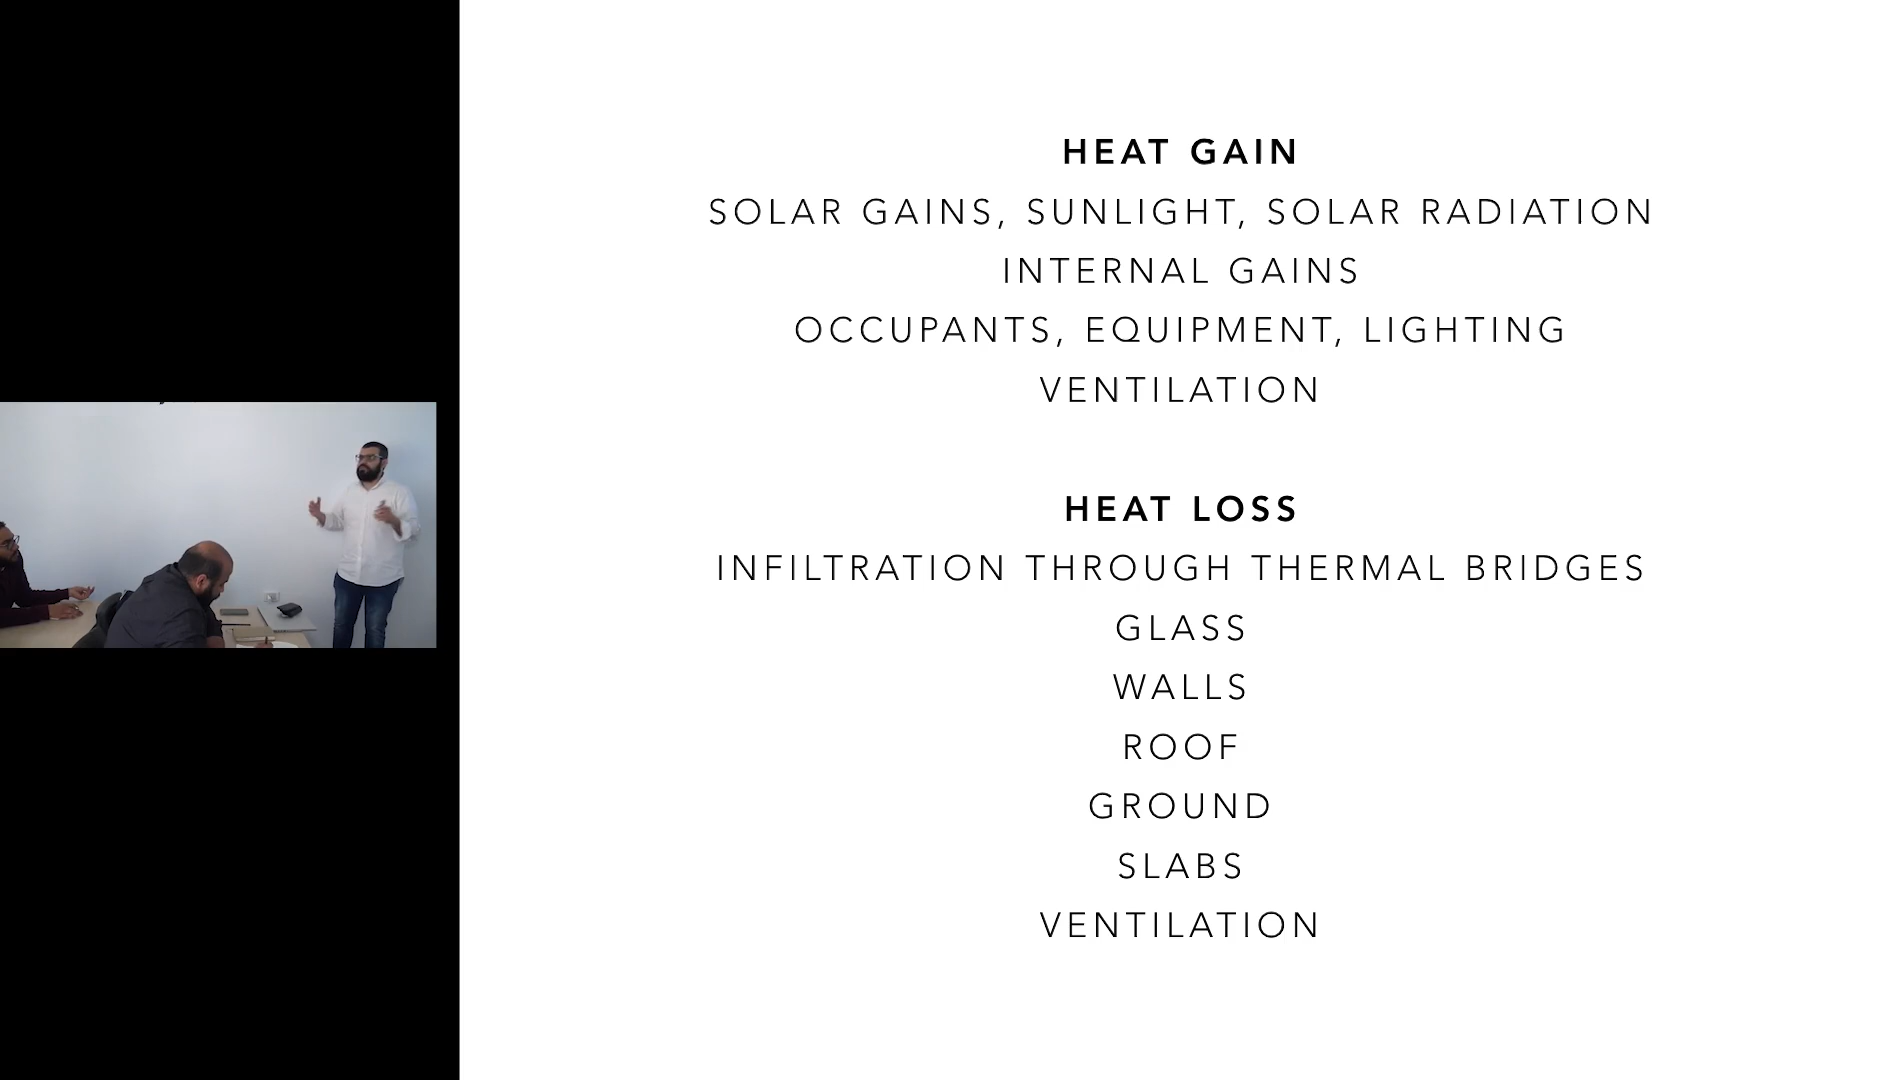 HEAT GAIN
SOLAR GAINS, SUNLIGHT, SOLAR RADIATION
INTERNAL GAINS
OCCUPANTS, EQUIPMENT, LIGHTING
VENTILATION
HEAT LOSS
INFILTRATION THROUGH THERMAL BRIDGES
GLASS
WALLS
ROOF
GROUND
SLABS
VENTILATION